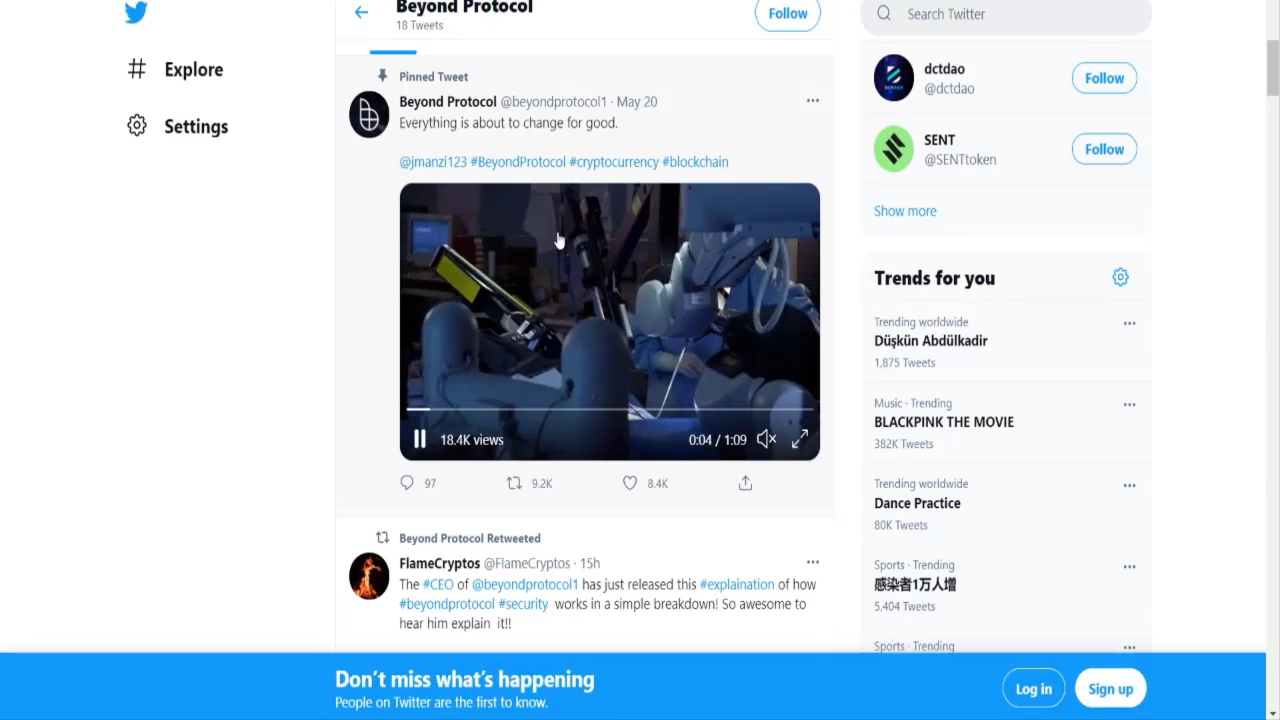 Explore
Settings
Beyond Protocol
18 Tweets
Follow
Pinned Tweet
Beyond Protocol @beyondprotocol1 · May 20
Everything is about to change for good.
@jmanzi123 #BeyondProtocol #cryptocurrency #blockchain
18.4K views
0:04 / 1:09
97
9.2K
8.4K
Beyond Protocol Retweeted
FlameCryptos @FlameCryptos · 15h
The #CEO of @beyondprotocol1 has just released this #explaination of how
#beyondprotocol #security works in a simple breakdown! So awesome to
hear him explain it!!
Search Twitter
dctdao
@dctdao
Follow
SENT
@SENTtoken
Follow
Show more
Trends for you
Trending worldwide
Düşkün Abdülkadir
1,875 Tweets
Music · Trending
BLACKPINK THE MOVIE
382K Tweets
Trending worldwide
Dance Practice
80K Tweets
Sports · Trending
感染者1万人増
5,404 Tweets
Sports · Trending
Don't miss what's happening
People on Twitter are the first to know.
Log in
Sign up